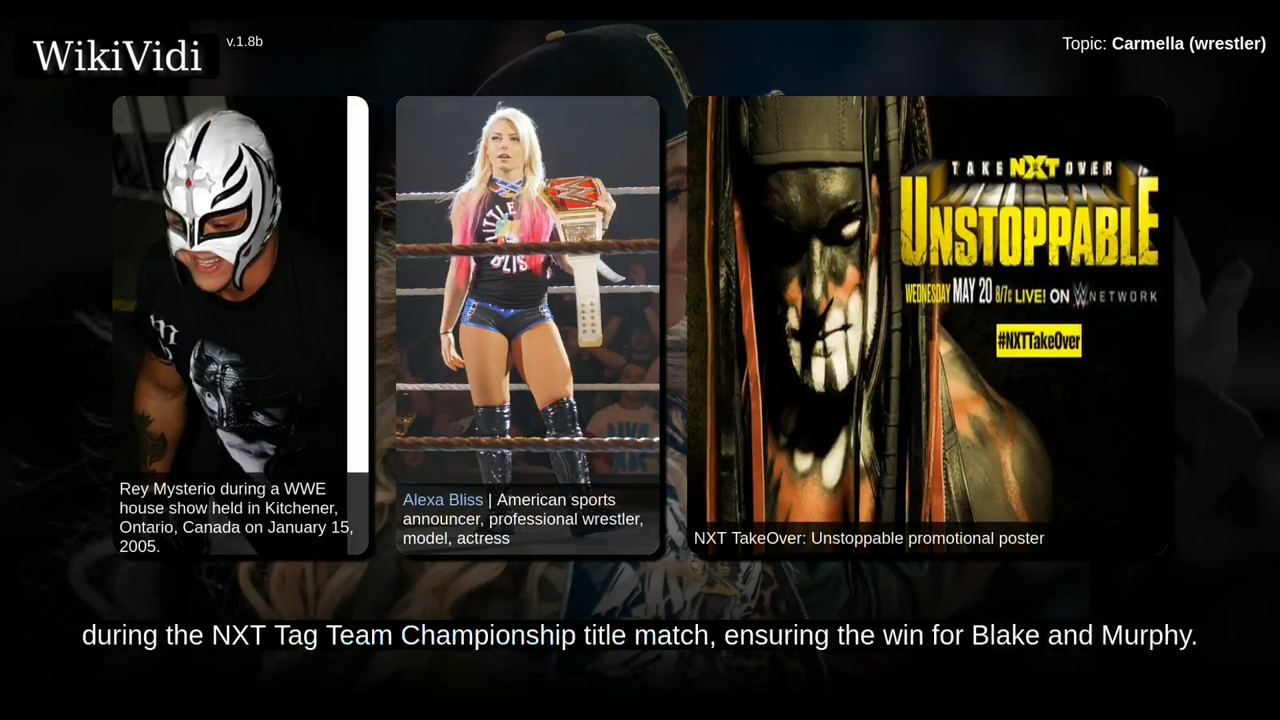 WikiVidi
v.1.8b
Topic: Carmella (wrestler)
TAKE NXT OVER
UNSTOPPABLE
WEDNESDAY MAY 20 8/7c LIVE! ON W NETWORK
#NXTTakeOver
LITTLE
BLIS
Rey Mysterio during a WWE
house show held in Kitchener,
Ontario, Canada on January 15,
2005.
Alexa Bliss | American sports
announcer, professional wrestler,
model, actress
NXT TakeOver: Unstoppable promotional poster
during the NXT Tag Team Championship title match, ensuring the win for Blake and Murphy.